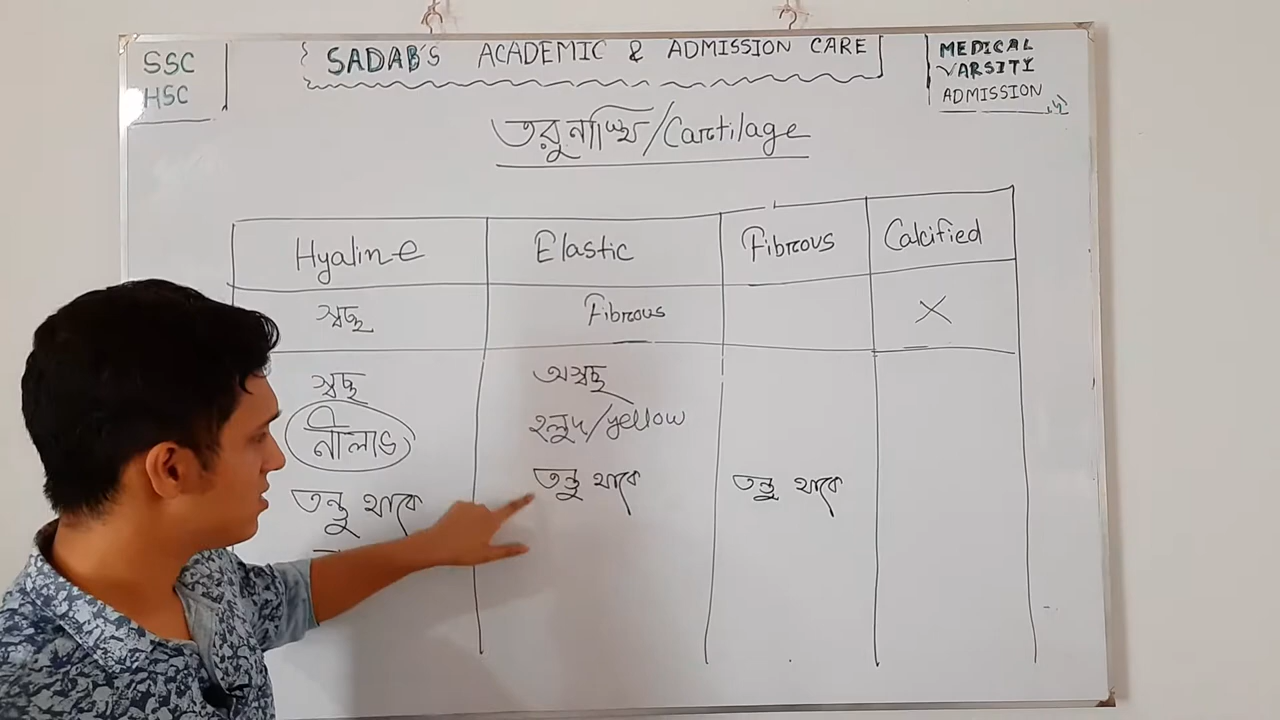 SSC
HSC
SADAB'S ACADEMIC & ADMISSION CARE
MEDICAL
VARSITY
ADMISSION
তরুনাস্থি/Cartilage
Hyaline Elastic Fibrous Calcified
স্বচ্ছ Fibrous X
স্বচ্ছ অস্বচ্ছ
নীলাভ হলুদ/yellow
তন্তু থাকে তন্তু থাকে তন্তু থাকে